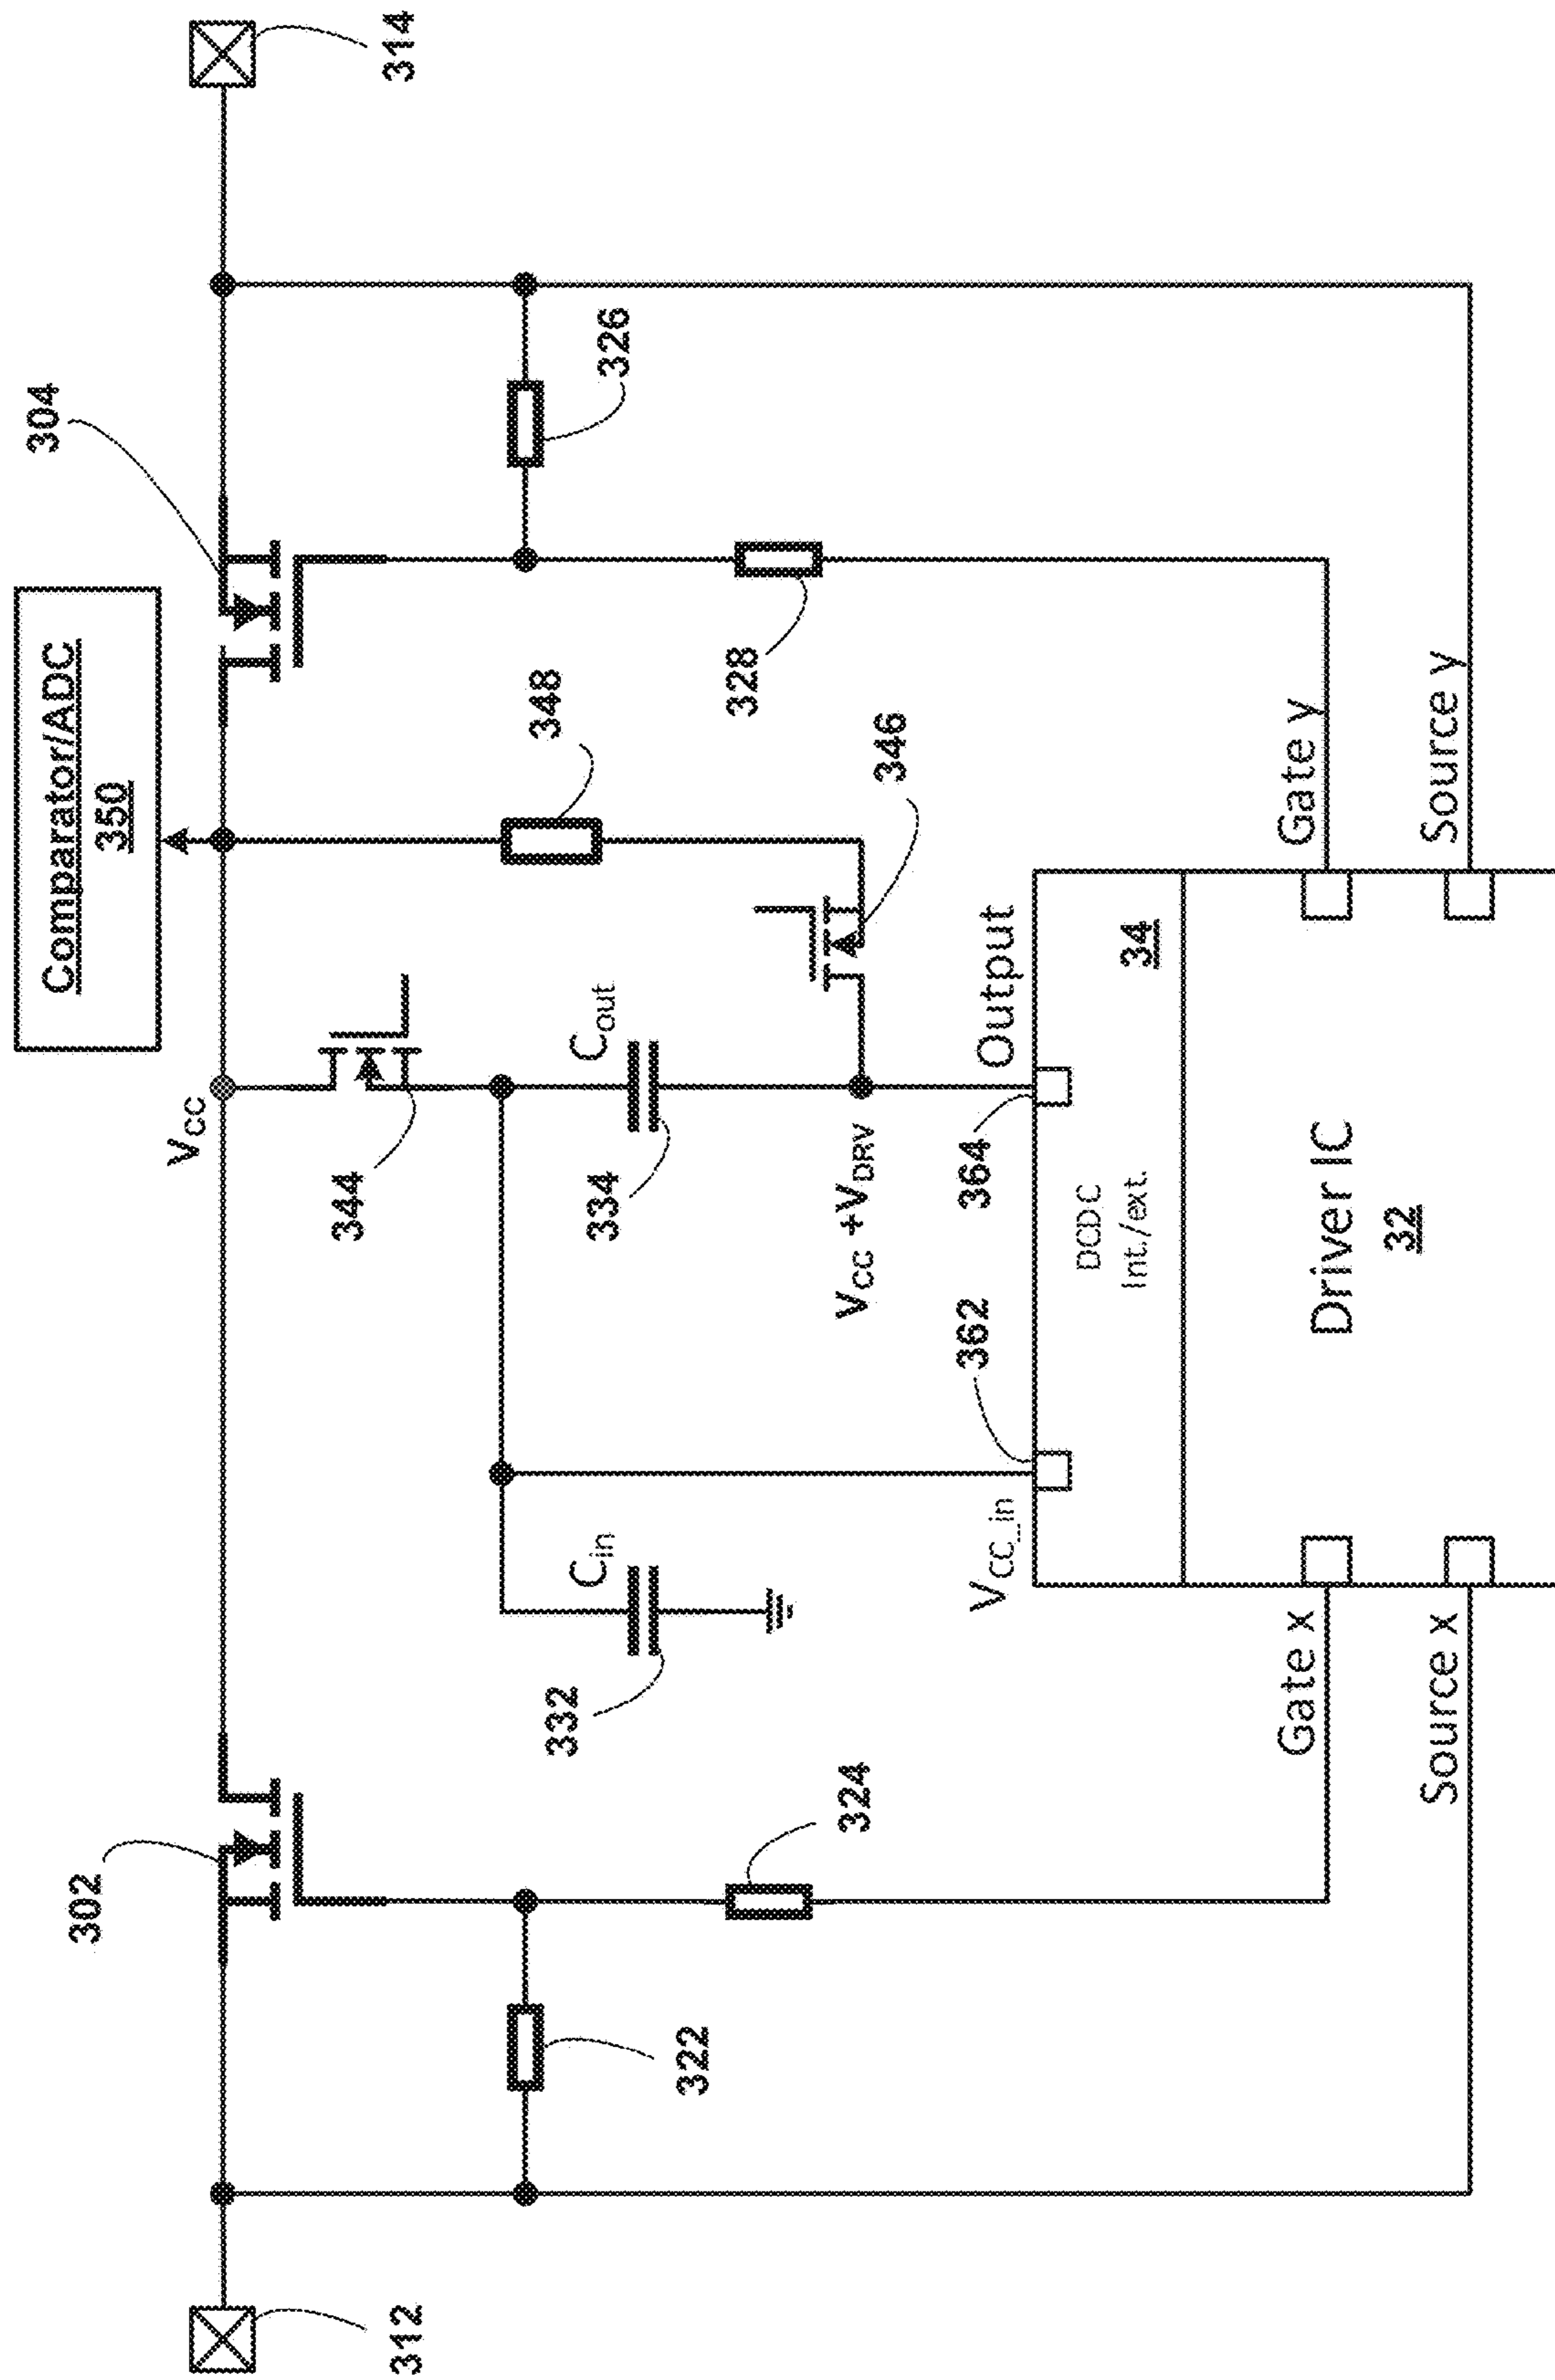 Comparator/ADC
350
304
302
312
314
VCC
344
Cout
334
348
326
328
346
Cin
332
322
324
VCC +VDRV
362
364
VCC_in
Output
DCDC
Int./ext.
34
Driver IC
32
Gate x
Source x
Gate y
Source y